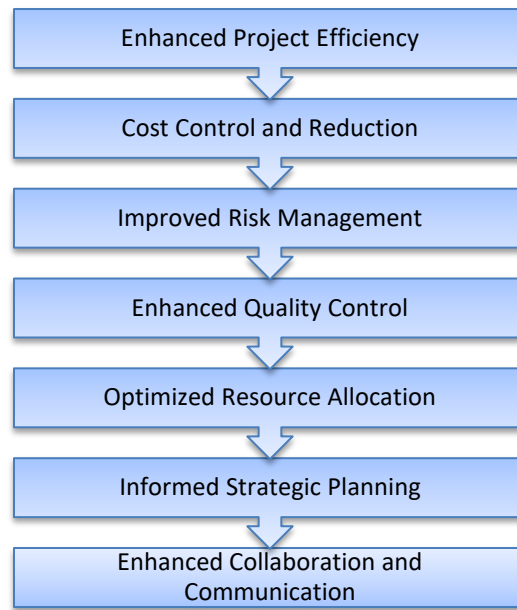 Enhanced Project Efficiency
Cost Control and Reduction
Improved Risk Management
Enhanced Quality Control
Optimized Resource Allocation
Informed Strategic Planning
Enhanced Collaboration and
Communication